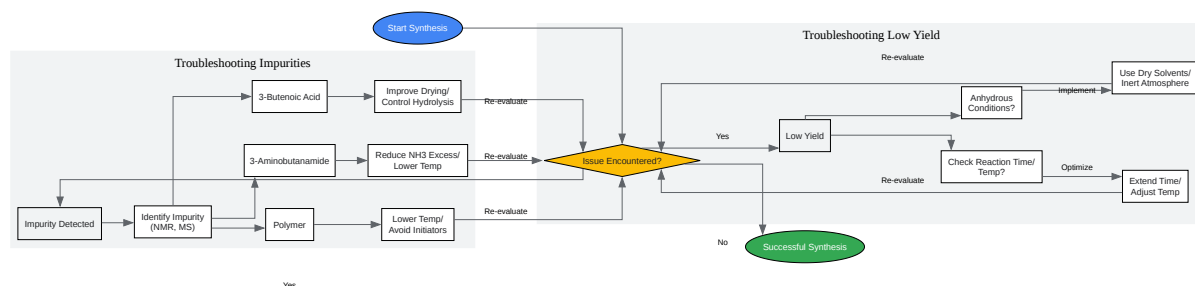 Start Synthesis
Troubleshooting Low Yield
Troubleshooting Impurities
Re-evaluate
Use Dry Solvents/
Inert Atmosphere
3-Butenoic Acid
Improve Drying/
Control Hydrolysis
Re-evaluate
Anhydrous
Conditions?
Implement
Yes
Low Yield
3-Aminobutanamide
Reduce NH3 Excess/
Lower Temp
Re-evaluate
Issue Encountered?
Check Reaction Time/
Temp?
Optimize
Re-evaluate
Extend Time/
Adjust Temp
Impurity Detected
Identify Impurity
(NMR, MS)
Polymer
Lower Temp/
Avoid Initiators
Re-evaluate
No
Successful Synthesis
Yes